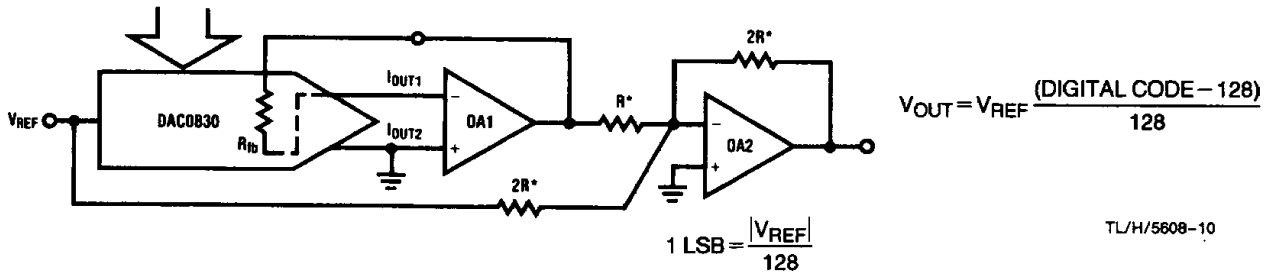 2R*
I_OUT1
R*
V_REF
DAC0830
R_fb
I_OUT2
−
+
OA1
−
+
OA2
2R*
V_OUT = V_REF (DIGITAL CODE − 128) / 128
1 LSB = |V_REF| / 128
TL/H/5608-10